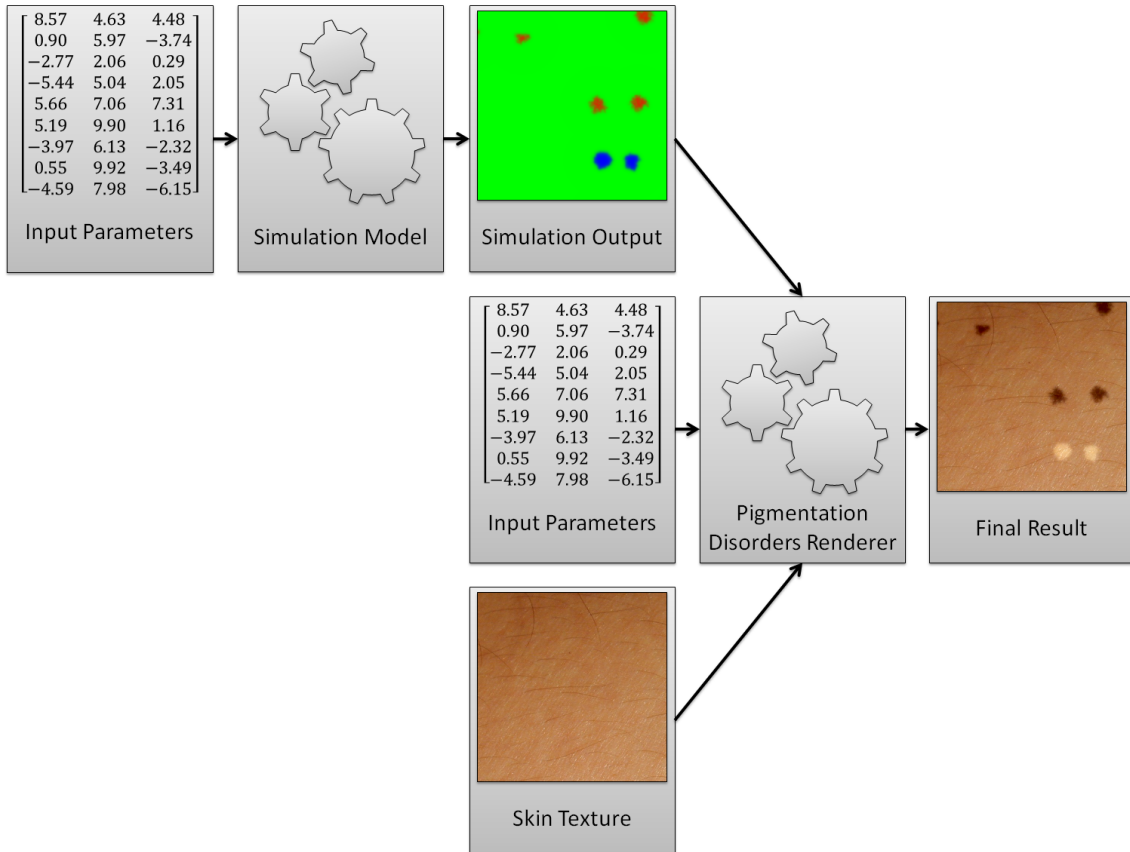 8.57 4.63 4.48
0.90 5.97 −3.74
−2.77 2.06 0.29
−5.44 5.04 2.05
5.66 7.06 7.31
5.19 9.90 1.16
−3.97 6.13 −2.32
0.55 9.92 −3.49
−4.59 7.98 −6.15
Input Parameters
Simulation Model
Simulation Output
8.57 4.63 4.48
0.90 5.97 −3.74
−2.77 2.06 0.29
−5.44 5.04 2.05
5.66 7.06 7.31
5.19 9.90 1.16
−3.97 6.13 −2.32
0.55 9.92 −3.49
−4.59 7.98 −6.15
Input Parameters
Pigmentation
Disorders Renderer
Final Result
Skin Texture